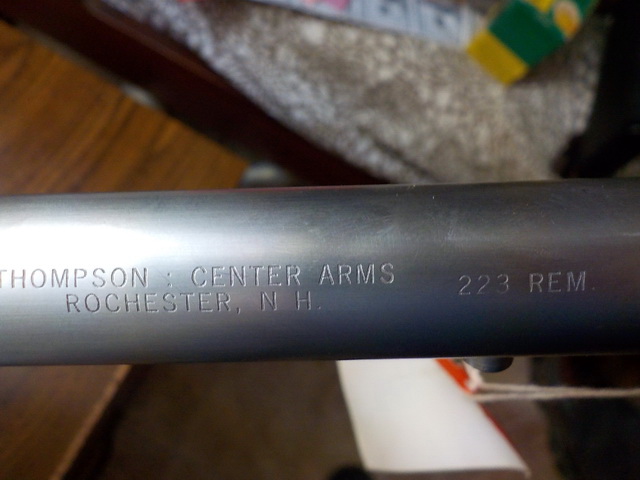 THOMPSON : CENTER ARMS
ROCHESTER, N H.
223 REM.